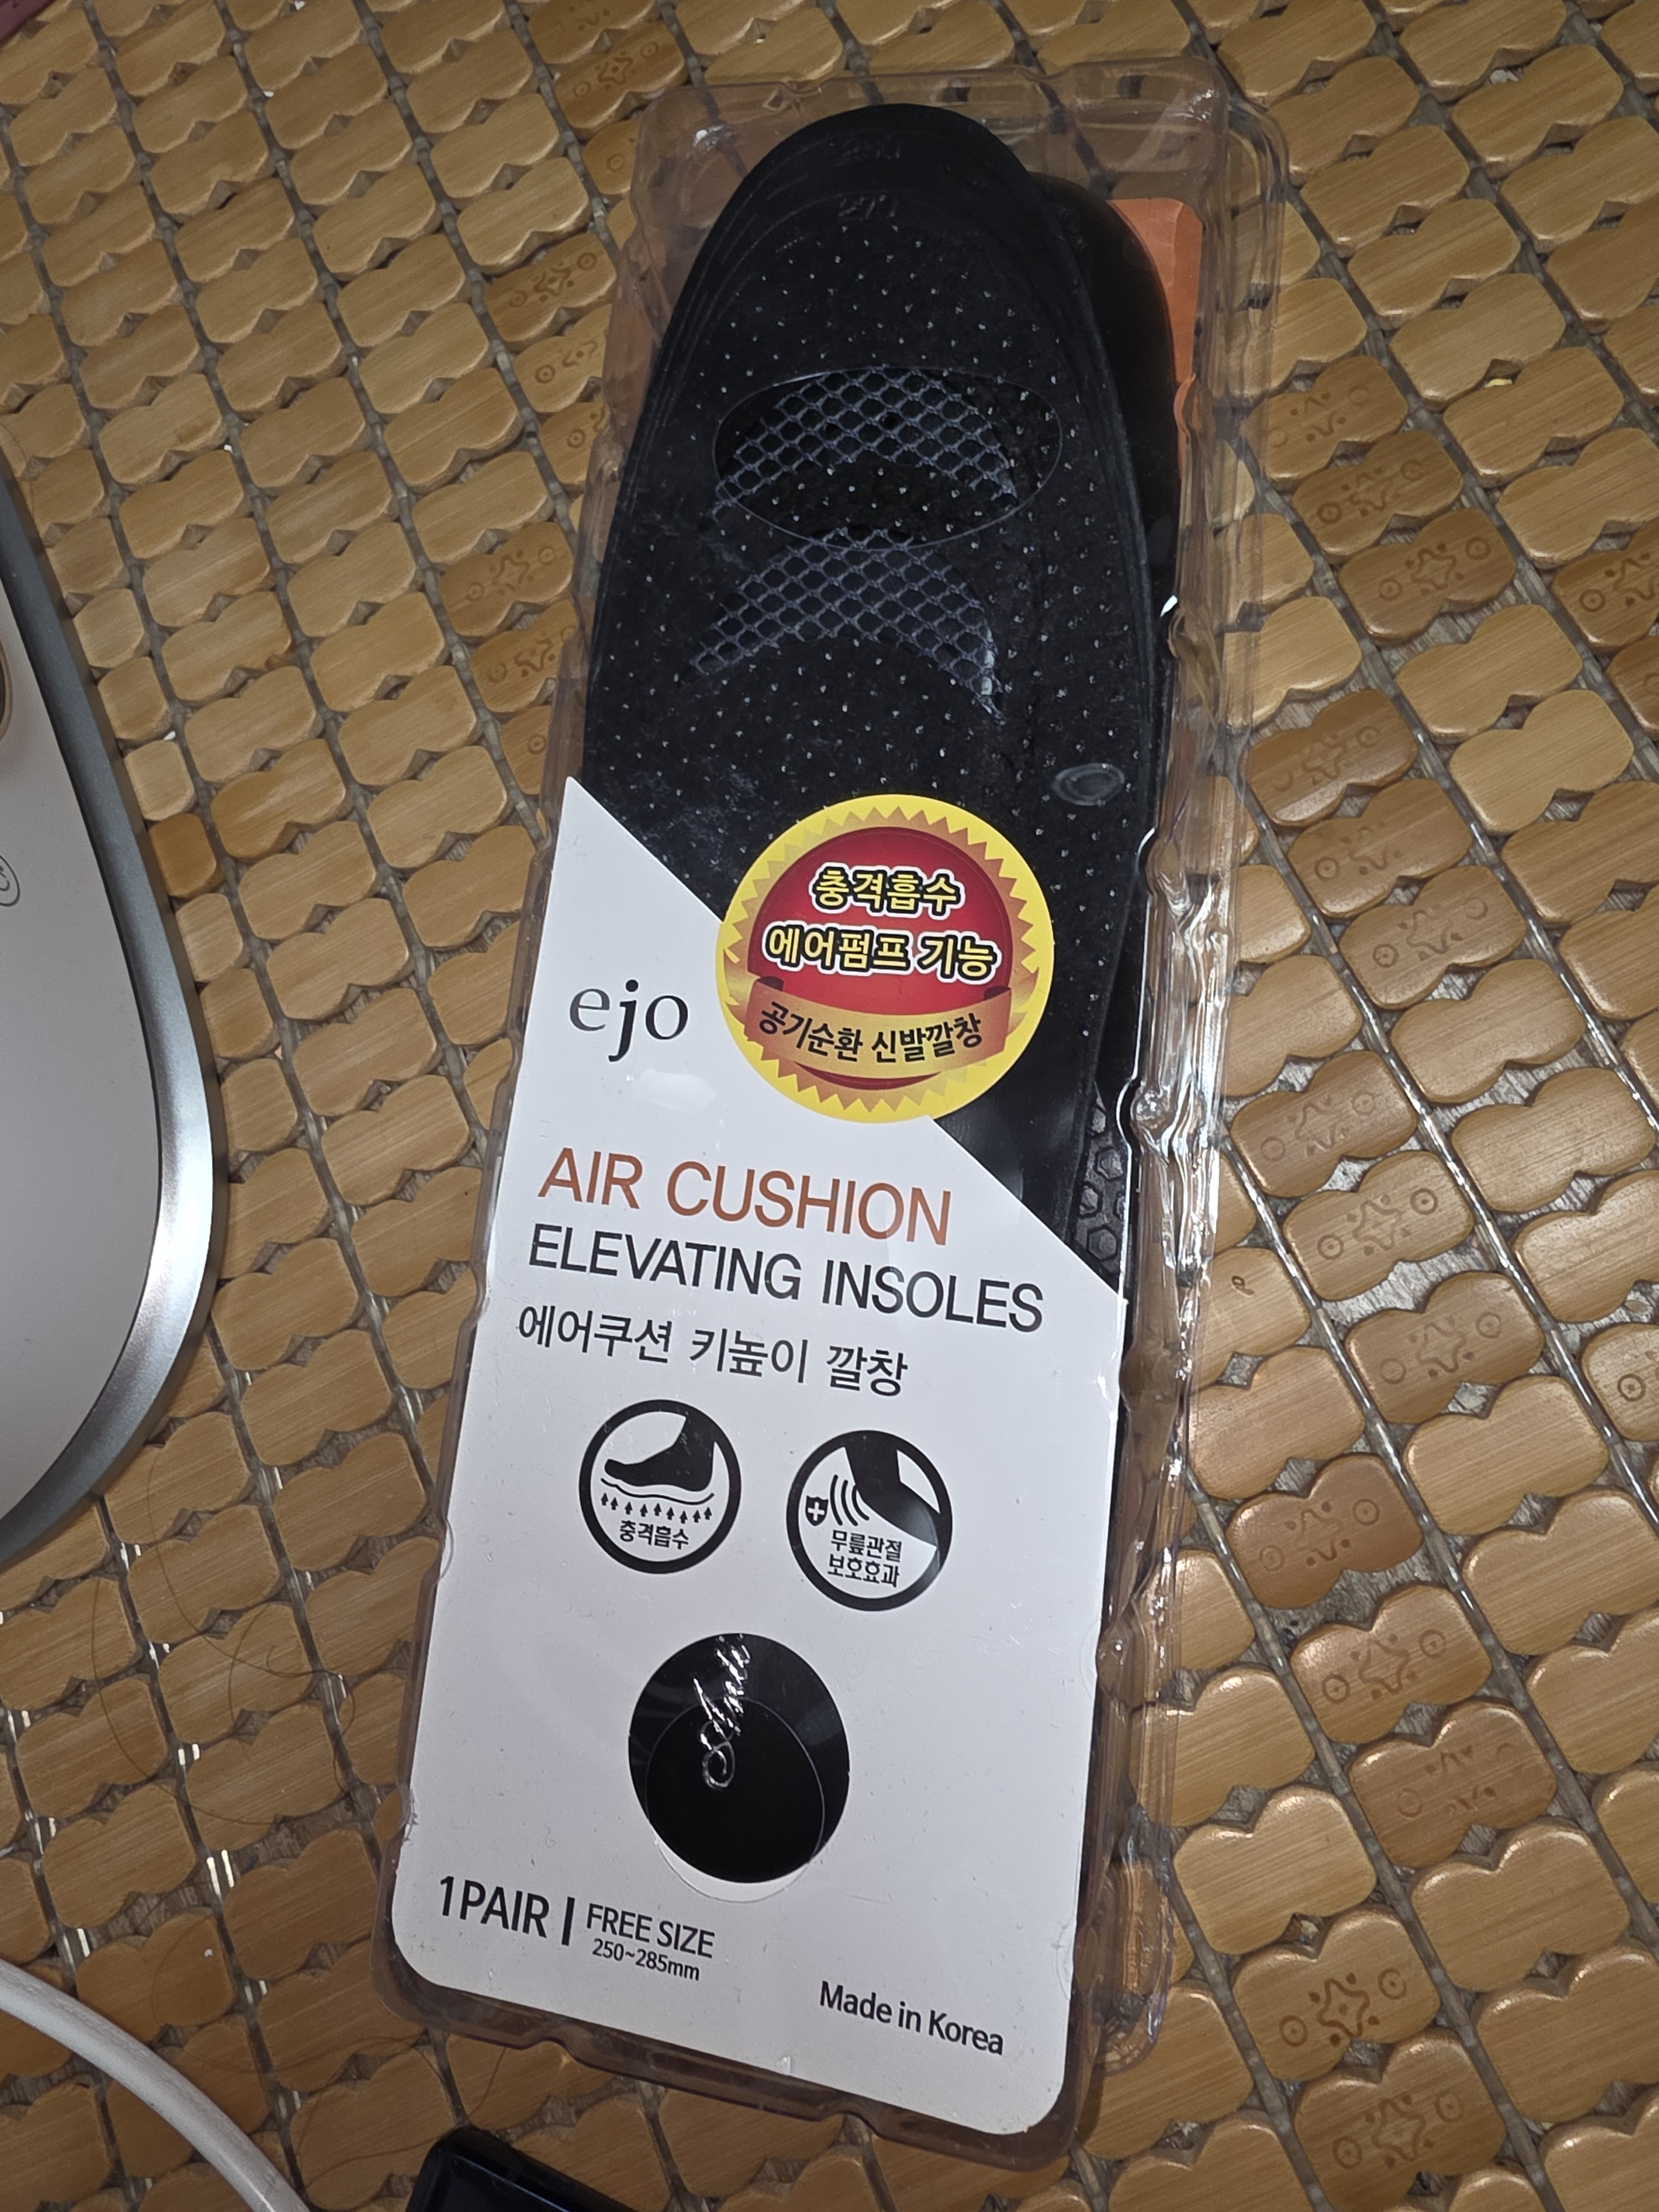 270
충격흡수
에어펌프 기능
공기순환 신발깔창
ejo
AIR CUSHION
ELEVATING INSOLES
에어쿠션 키높이 깔창
충격흡수
무릎관절
보호효과
1PAIR | FREE SIZE
250~285mm
Made in Korea